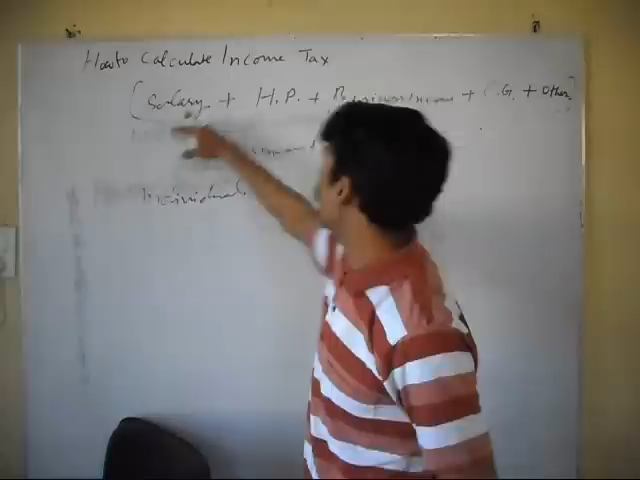 How to Calculate Income Tax
[Salary + H.P. + Business Income + C.G. + Other]
Individual.